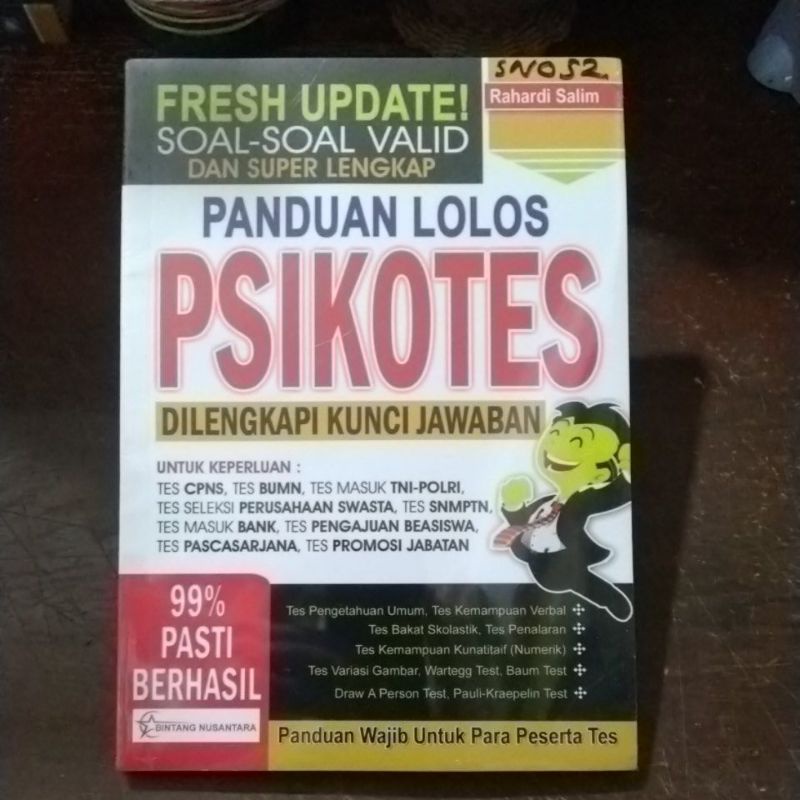 SNOS2
FRESH UPDATE!
Rahardi Salim
SOAL-SOAL VALID
DAN SUPER LENGKAP
PANDUAN LOLOS
PSIKOTES
DILENGKAPI KUNCI JAWABAN
UNTUK KEPERLUAN :
TES CPNS, TES BUMN, TES MASUK TNI-POLRI,
TES SELEKSI PERUSAHAAN SWASTA, TES SNMPTN,
TES MASUK BANK, TES PENGAJUAN BEASISWA,
TES PASCASARJANA, TES PROMOSI JABATAN
99%
PASTI
BERHASIL
BINTANG NUSANTARA
Tes Pengetahuan Umum, Tes Kemampuan Verbal
Tes Bakat Skolastik, Tes Penalaran
Tes Kemampuan Kunatitaif (Numerik)
Tes Variasi Gambar, Wartegg Test, Baum Test
Draw A Person Test, Pauli-Kraepelin Test
Panduan Wajib Untuk Para Peserta Tes